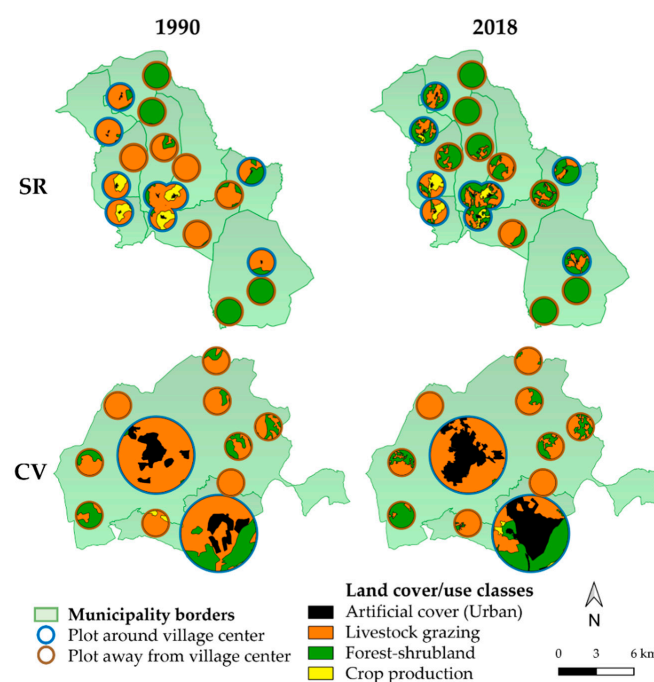 1990 2018
SR
CV
Land cover/use classes
Municipality borders Artificial cover (Urban)
Plot around village center Livestock grazing
Plot away from village center Forest-shrubland
Crop production
N
0 3 6 km